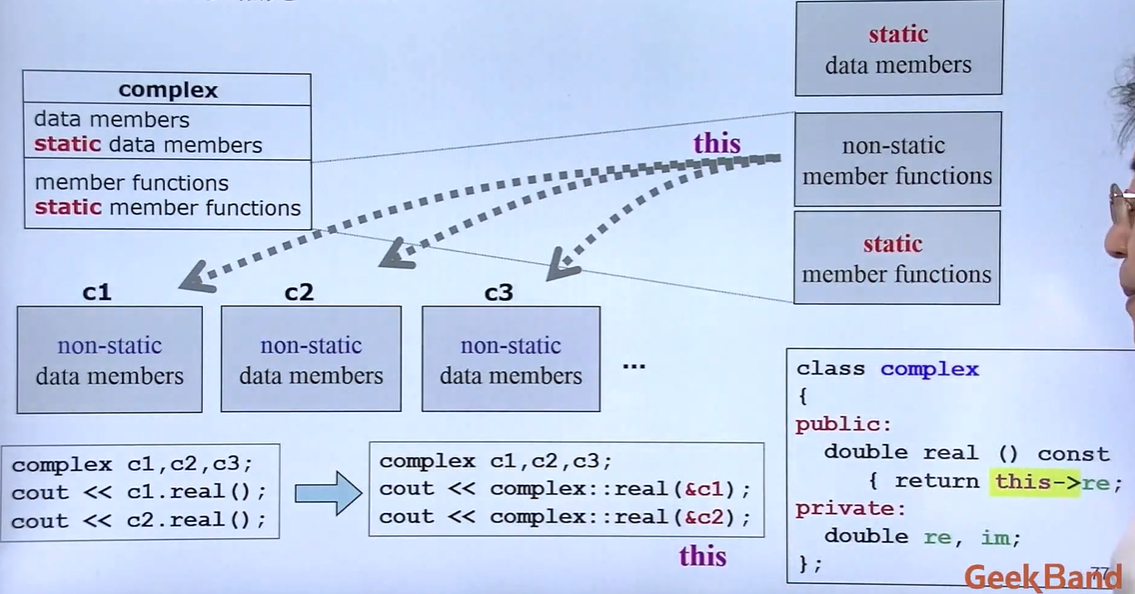 complex
data members
static data members
member functions
static member functions
static
data members
this
non-static
member functions
static
member functions
c1
c2
c3
non-static
data members
non-static
data members
non-static
data members
...
complex c1,c2,c3;
cout << c1.real();
cout << c2.real();
complex c1,c2,c3;
cout << complex::real(&c1);
cout << complex::real(&c2);
this
class complex
{
public:
double real () const
{ return this->re;
private:
double re, im;
};
77
GeekBand